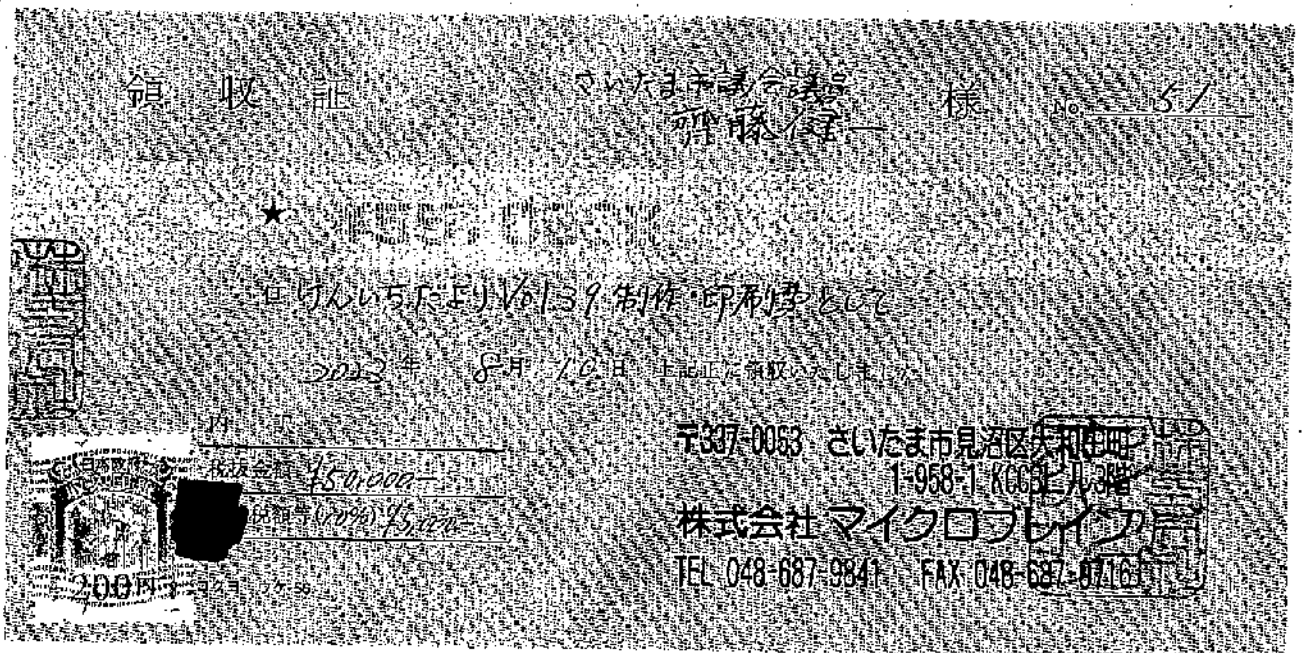 領収証 さいたま市議会議員 様 No. 51
齊藤健一
★
但 けんいちだより Vol.39 制作・印刷費として
2023年 8月 10日 上記正に領収いたしました
内 訳
税抜金額 ¥50,000-
税額等(10%) ¥5,000-
200円
〒337-0053 さいたま市見沼区大和田町
1-958-1 KCCビル3階
株式会社 マイクロブレインフ
TEL 048-687-9841 FAX 048-687-8716